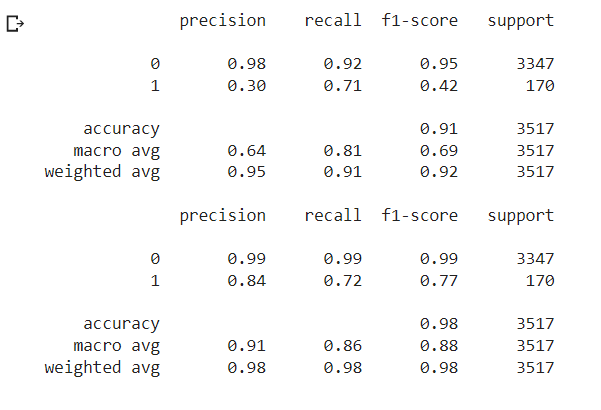 precision recall f1-score support
0 0.98 0.92 0.95 3347
1 0.30 0.71 0.42 170
accuracy 0.91 3517
macro avg 0.64 0.81 0.69 3517
weighted avg 0.95 0.91 0.92 3517
precision recall f1-score support
0 0.99 0.99 0.99 3347
1 0.84 0.72 0.77 170
accuracy 0.98 3517
macro avg 0.91 0.86 0.88 3517
weighted avg 0.98 0.98 0.98 3517